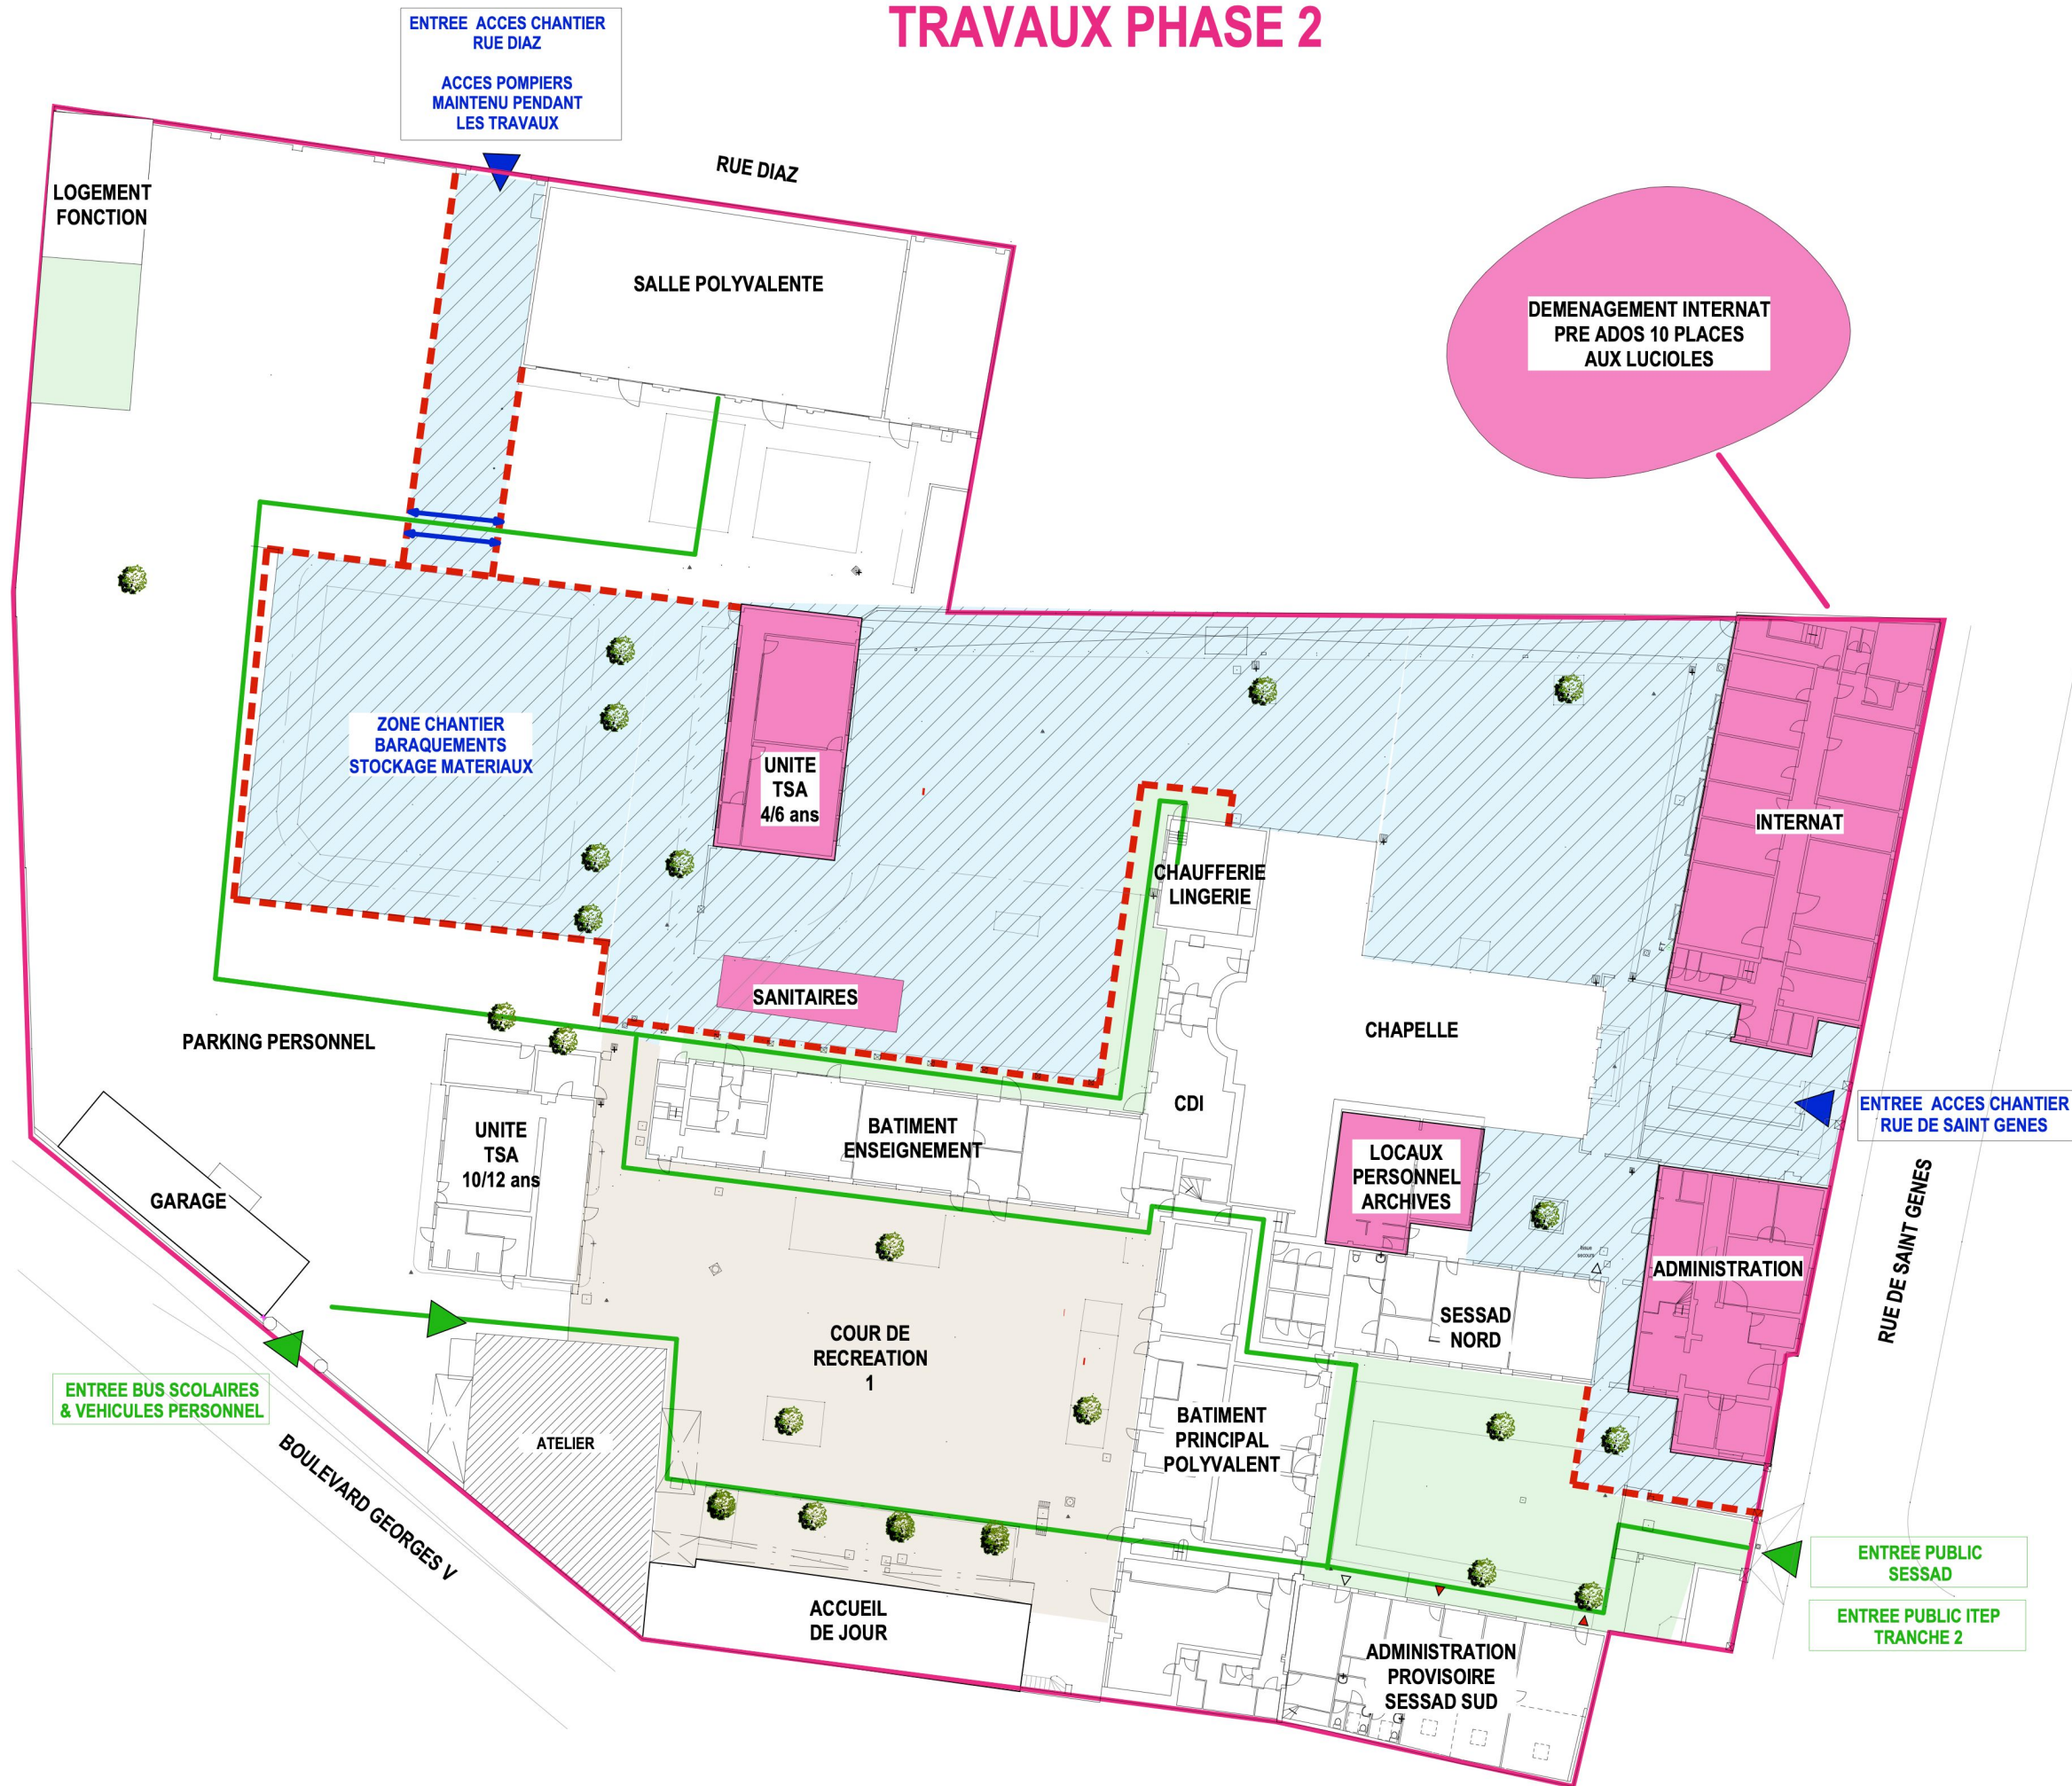 TRAVAUX PHASE 2
ENTREE ACCES CHANTIER
RUE DIAZ
ACCES POMPIERS
MAINTENU PENDANT
LES TRAVAUX
RUE DIAZ
LOGEMENT
FONCTION
SALLE POLYVALENTE
DEMENAGEMENT INTERNAT
PRE ADOS 10 PLACES
AUX LUCIOLES
ZONE CHANTIER
BARAQUEMENTS
STOCKAGE MATERIAUX
UNITE
TSA
4/6 ans
INTERNAT
CHAUFFERIE
LINGERIE
SANITAIRES
CHAPELLE
PARKING PERSONNEL
CDI
ENTREE ACCES CHANTIER
RUE DE SAINT GENES
UNITE
TSA
10/12 ans
BATIMENT
ENSEIGNEMENT
LOCAUX
PERSONNEL
ARCHIVES
GARAGE
RUE DE SAINT GENES
ADMINISTRATION
SESSAD
NORD
COUR DE
RECREATION
1
ENTREE BUS SCOLAIRES
& VEHICULES PERSONNEL
BOULEVARD GEORGES V
ATELIER
BATIMENT
PRINCIPAL
POLYVALENT
ENTREE PUBLIC
SESSAD
ENTREE PUBLIC ITEP
TRANCHE 2
ACCUEIL
DE JOUR
ADMINISTRATION
PROVISOIRE
SESSAD SUD